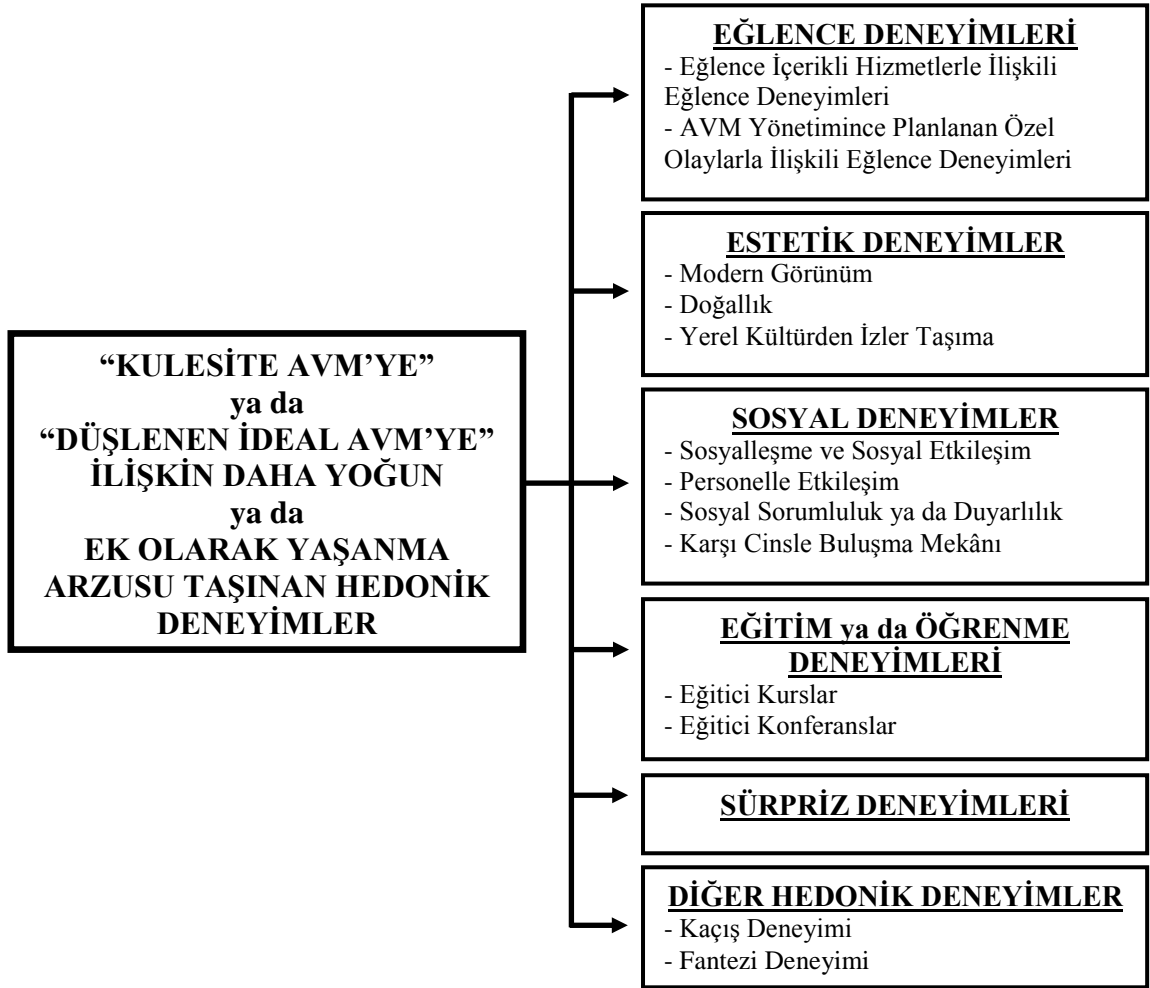 EĞLENCE DENEYİMLERİ
- Eğlence İçerikli Hizmetlerle İlişkili
Eğlence Deneyimleri
- AVM Yönetimince Planlanan Özel
Olaylarla İlişkili Eğlence Deneyimleri
ESTETİK DENEYİMLER
- Modern Görünüm
- Doğallık
- Yerel Kültürden İzler Taşıma
“KULESİTE AVM’YE”
ya da
“DÜŞLENEN İDEAL AVM’YE”
İLİŞKİN DAHA YOĞUN
ya da
EK OLARAK YAŞANMA
ARZUSU TAŞINAN HEDONİK
DENEYİMLER
SOSYAL DENEYİMLER
- Sosyalleşme ve Sosyal Etkileşim
- Personelle Etkileşim
- Sosyal Sorumluluk ya da Duyarlılık
- Karşı Cinsle Buluşma Mekânı
EĞİTİM ya da ÖĞRENME
DENEYİMLERİ
- Eğitici Kurslar
- Eğitici Konferanslar
SÜRPRİZ DENEYİMLERİ
DİĞER HEDONİK DENEYİMLER
- Kaçış Deneyimi
- Fantezi Deneyimi